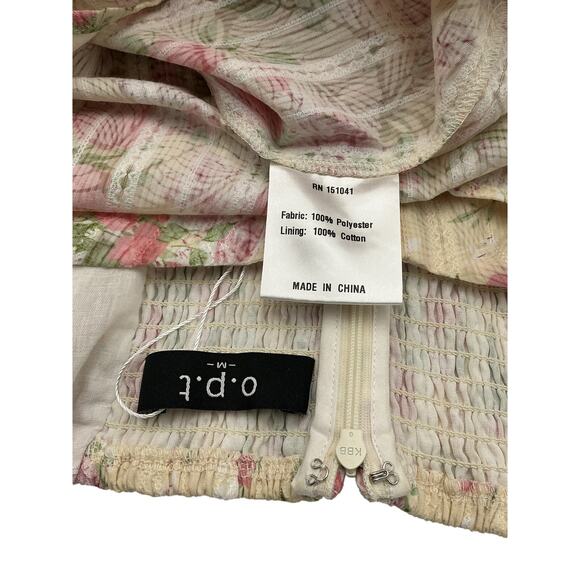 RN 151041
Fabric: 100% Polyester
Lining: 100% Cotton
MADE IN CHINA
o.p.t
–M–
KBB